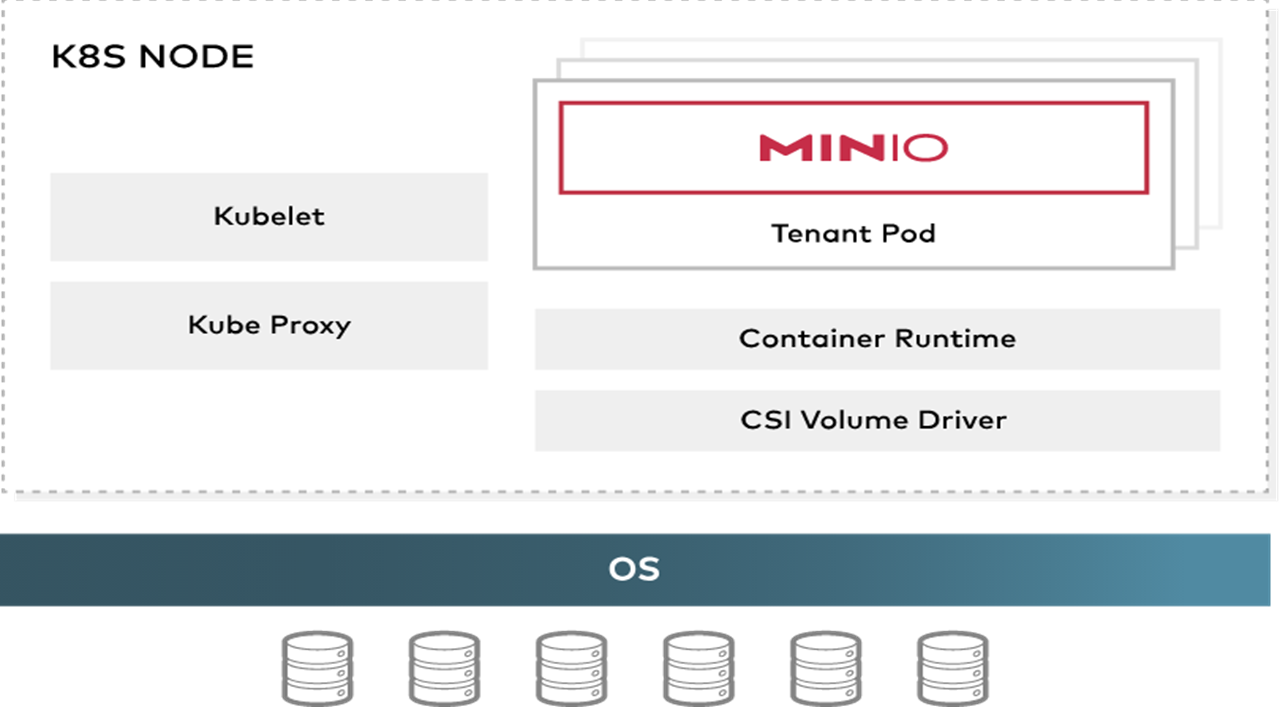 K8S NODE
Kubelet
Kube Proxy
MINIO
Tenant Pod
Container Runtime
CSI Volume Driver
OS